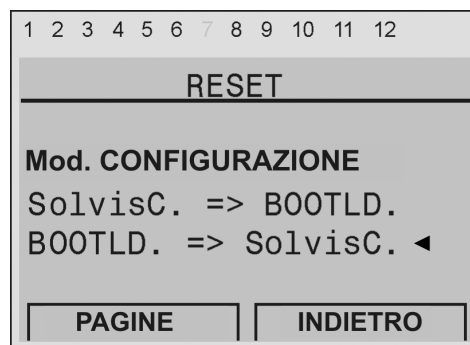 1 2 3 4 5 6 7 8 9 10 11 12
RESET
Mod. CONFIGURAZIONE
SolvisC. => BOOTLD.
BOOTLD. => SolvisC. ◄
PAGINE INDIETRO